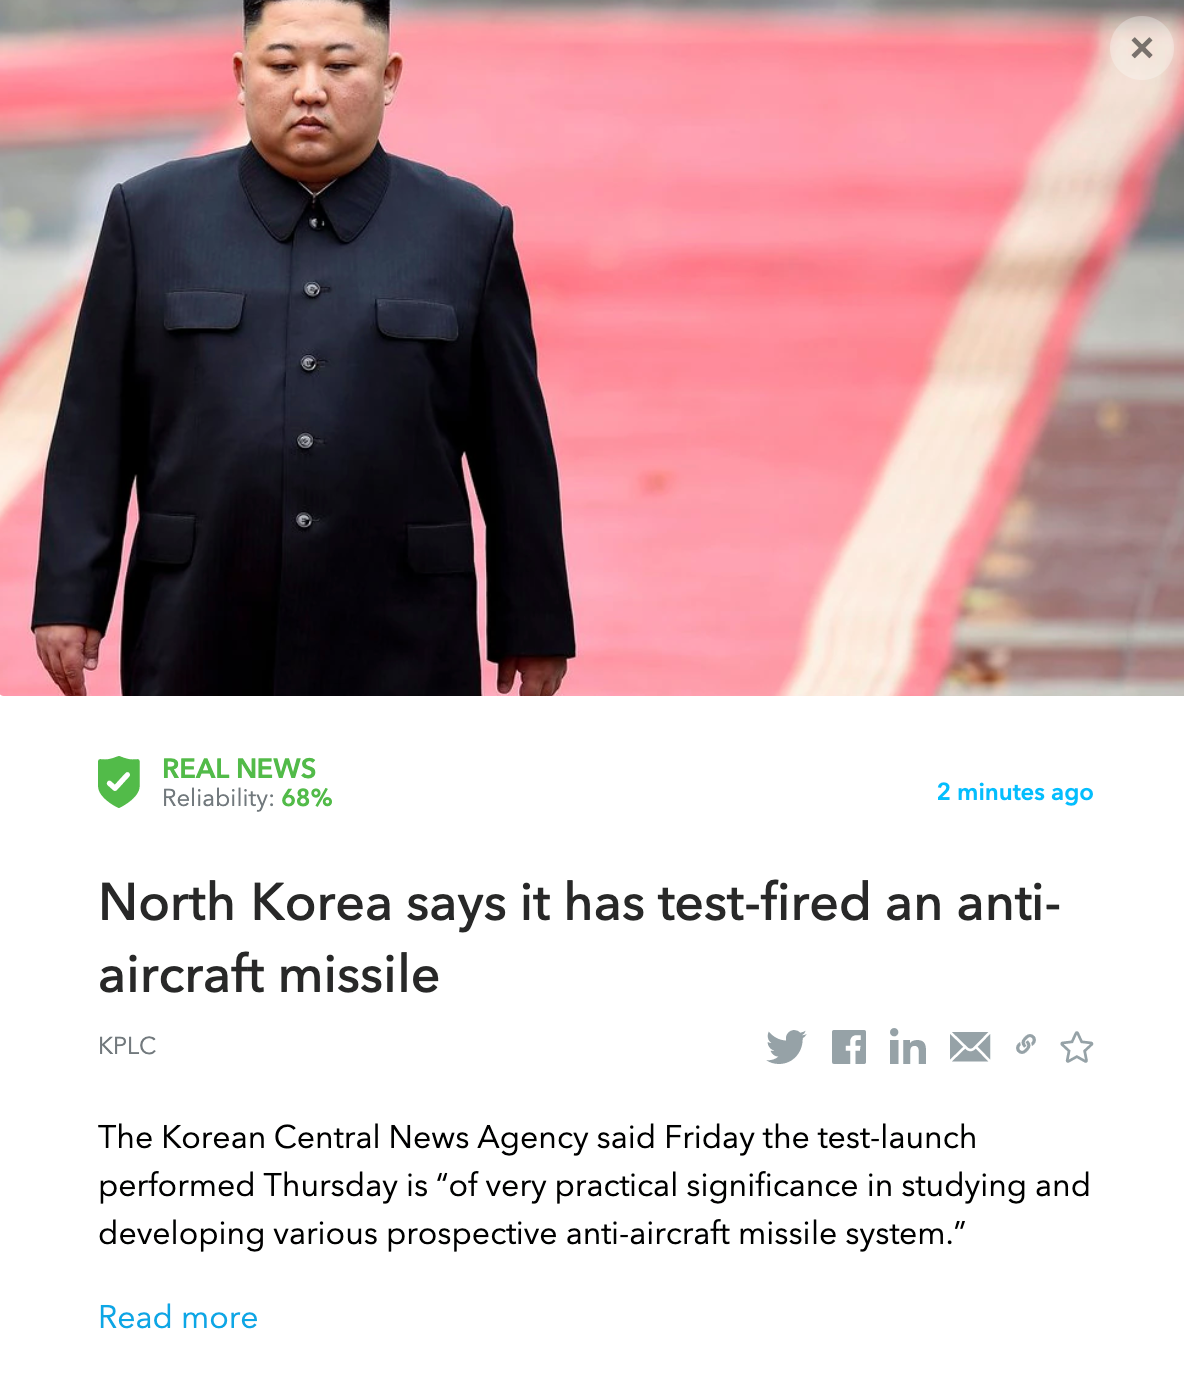 REAL NEWS
Reliability: 68%
2 minutes ago
North Korea says it has test-fired an anti-
aircraft missile
KPLC
The Korean Central News Agency said Friday the test-launch
performed Thursday is “of very practical significance in studying and
developing various prospective anti-aircraft missile system.”
Read more